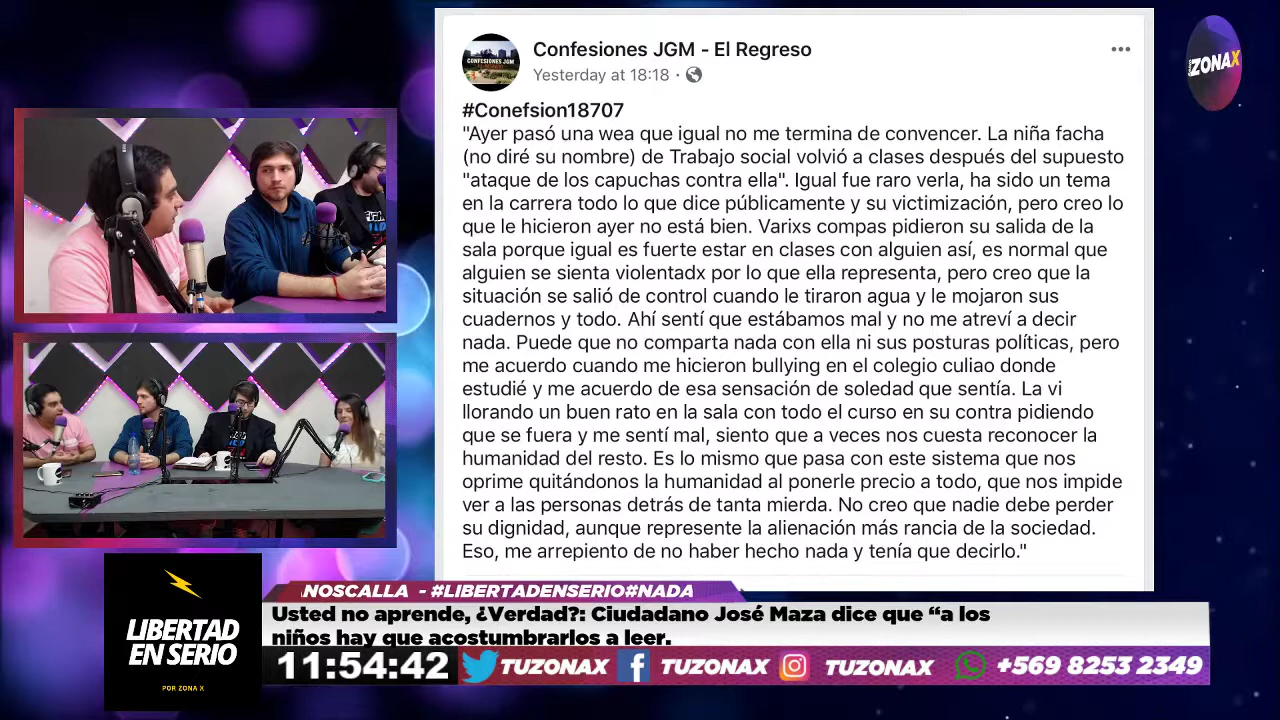 Confesiones JGM - El Regreso
Yesterday at 18:18 ·
CONFESIONES JGM
#Conefsion18707
"Ayer pasó una wea que igual no me termina de convencer. La niña facha
(no diré su nombre) de Trabajo social volvió a clases después del supuesto
"ataque de los capuchas contra ella". Igual fue raro verla, ha sido un tema
en la carrera todo lo que dice públicamente y su victimización, pero creo lo
que le hicieron ayer no está bien. Varixs compas pidieron su salida de la
sala porque igual es fuerte estar en clases con alguien así, es normal que
alguien se sienta violentadx por lo que ella representa, pero creo que la
situación se salió de control cuando le tiraron agua y le mojaron sus
cuadernos y todo. Ahí sentí que estábamos mal y no me atreví a decir
nada. Puede que no comparta nada con ella ni sus posturas políticas, pero
me acuerdo cuando me hicieron bullying en el colegio culiao donde
estudié y me acuerdo de esa sensación de soledad que sentía. La vi
llorando un buen rato en la sala con todo el curso en su contra pidiendo
que se fuera y me sentí mal, siento que a veces nos cuesta reconocer la
humanidad del resto. Es lo mismo que pasa con este sistema que nos
oprime quitándonos la humanidad al ponerle precio a todo, que nos impide
ver a las personas detrás de tanta mierda. No creo que nadie debe perder
su dignidad, aunque represente la alienación más rancia de la sociedad.
Eso, me arrepiento de no haber hecho nada y tenía que decirlo."
ZONAX
NOSCALLA - #LIBERTADENSERIO#NADA
Usted no aprende, ¿Verdad?: Ciudadano José Maza dice que “a los
niños hay que acostumbrarlos a leer.
LIBERTAD
EN SERIO
POR ZONA X
11:54:42 TUZONAX TUZONAX TUZONAX +569 8253 2349